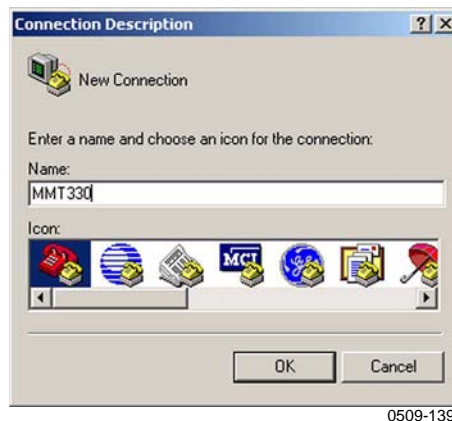 Connection Description
New Connection
Enter a name and choose an icon for the connection:
Name:
MMT330
Icon:
MCI
OK
Cancel
0509-139